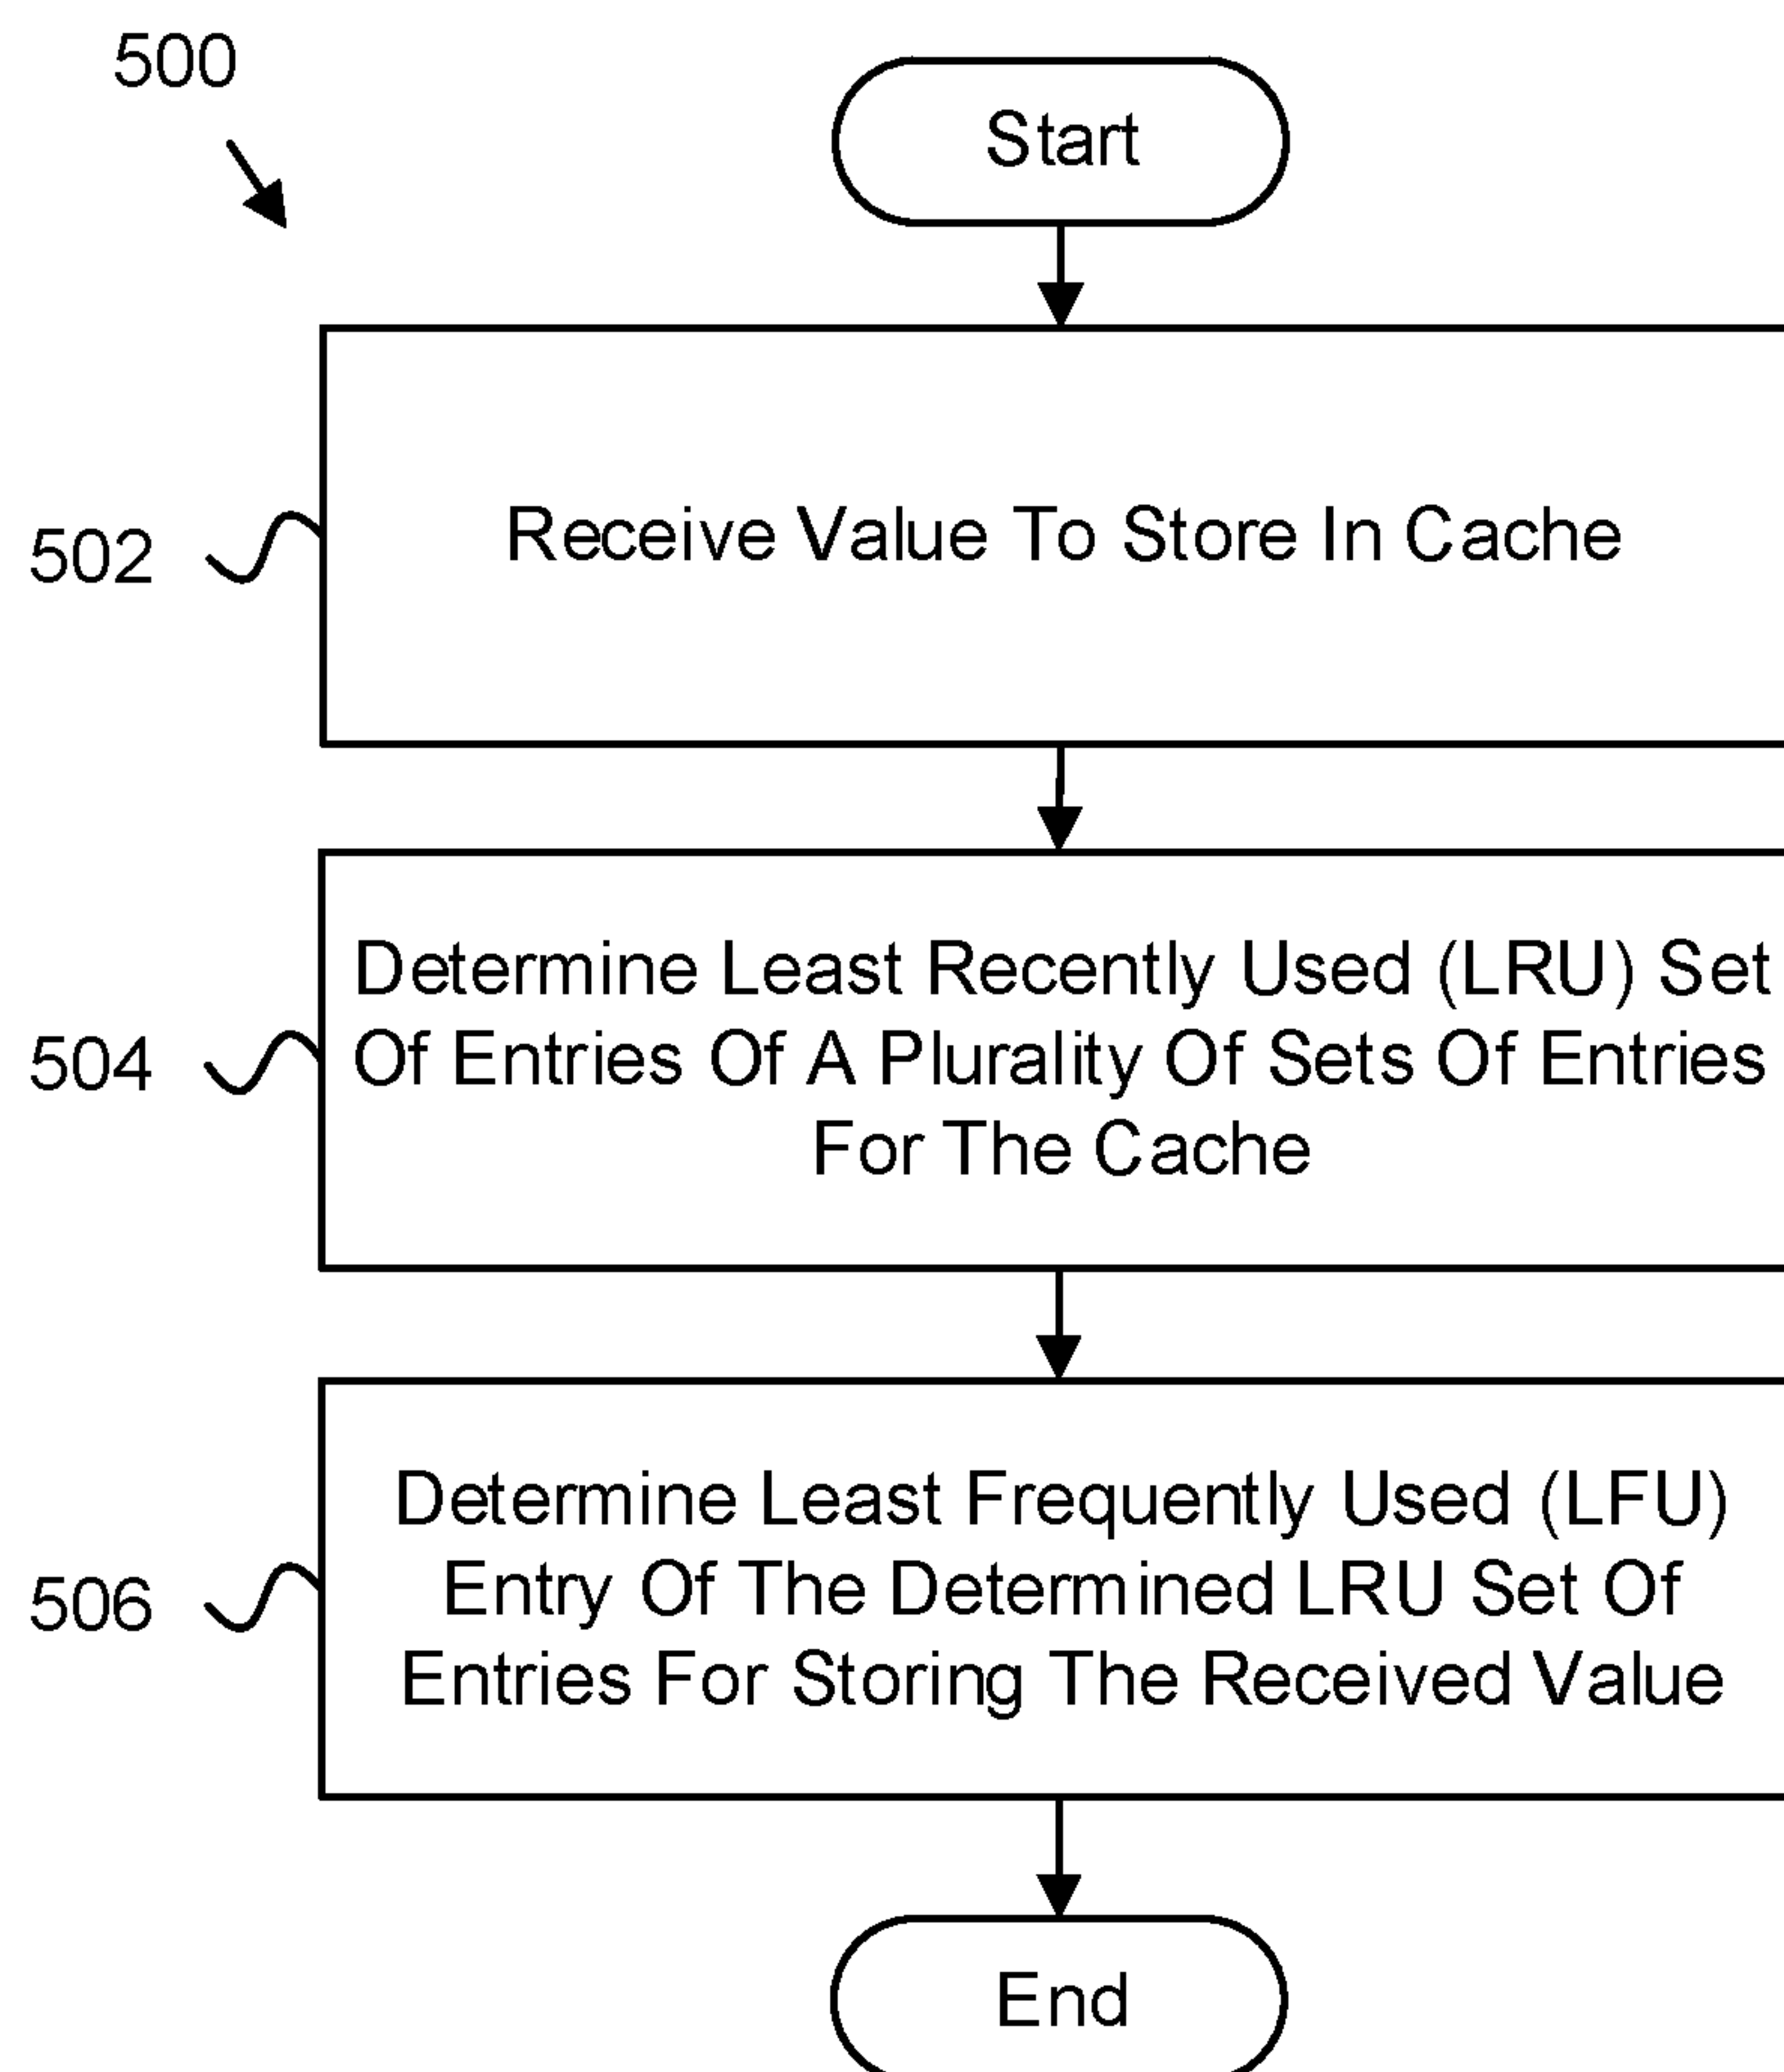 500
Start
502
Receive Value To Store In Cache
504
Determine Least Recently Used (LRU) Set
Of Entries Of A Plurality Of Sets Of Entries
For The Cache
506
Determine Least Frequently Used (LFU)
Entry Of The Determined LRU Set Of
Entries For Storing The Received Value
End